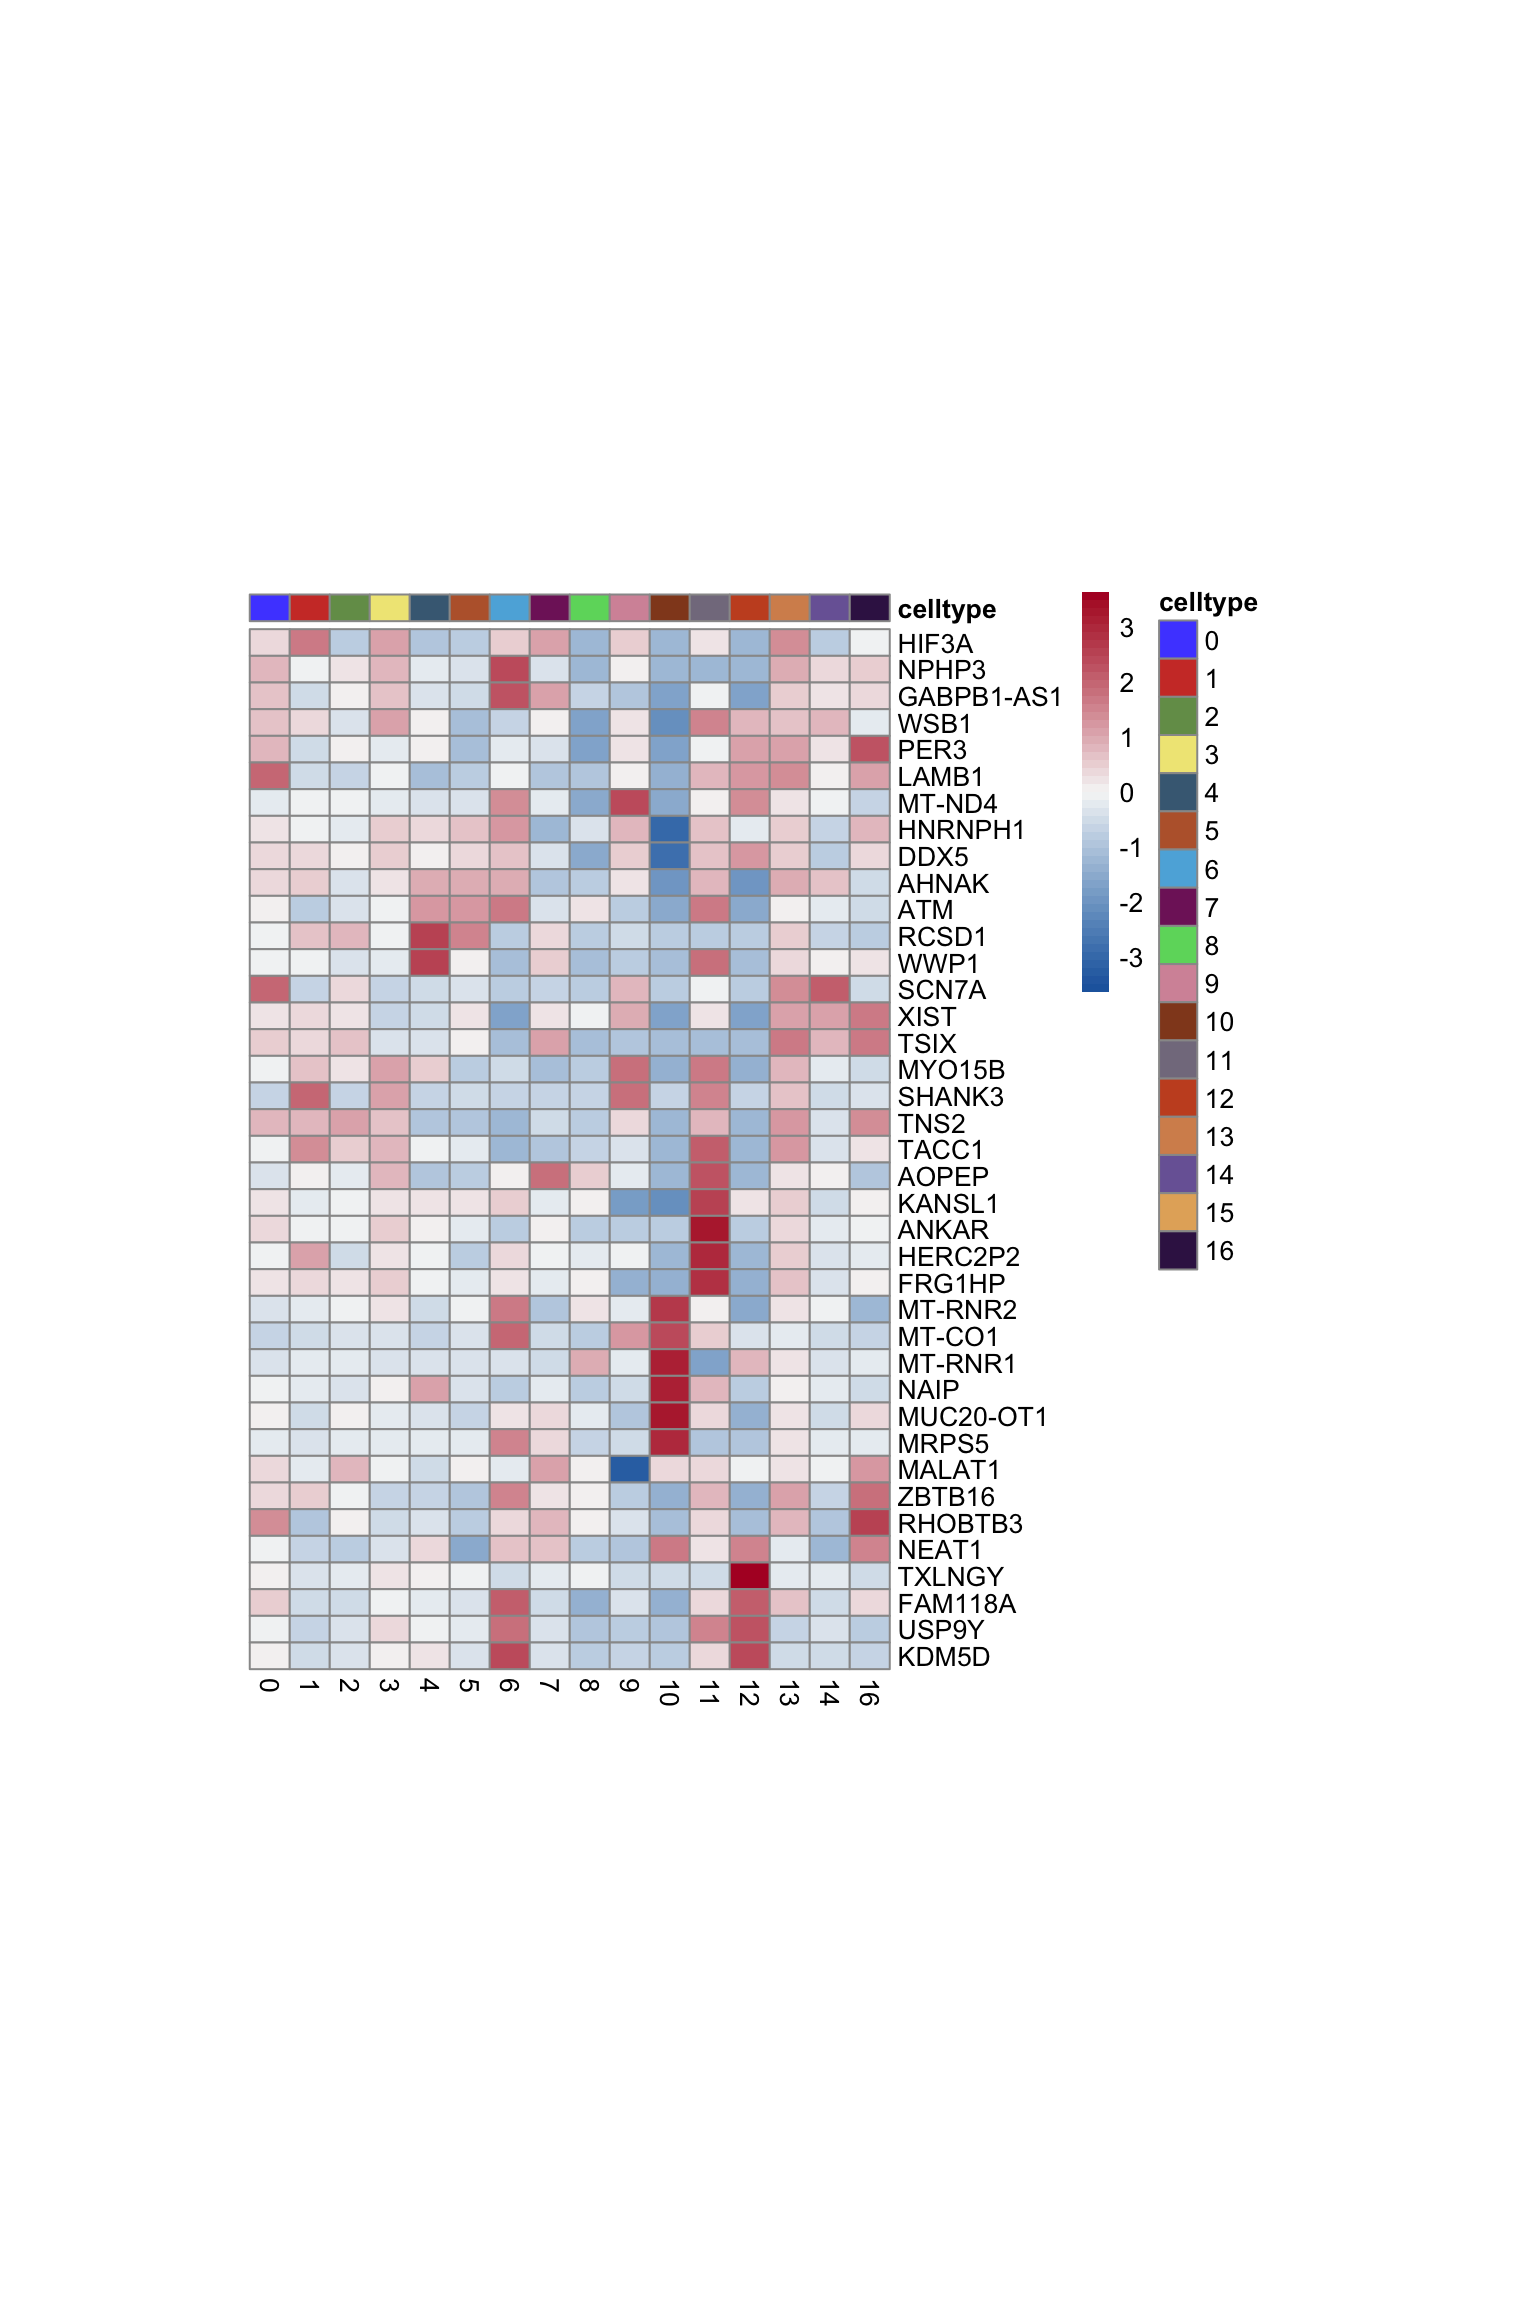 celltype
HIF3A
NPHP3
GABPB1-AS1
WSB1
PER3
LAMB1
MT-ND4
HNRNPH1
DDX5
AHNAK
ATM
RCSD1
WWP1
SCN7A
XIST
TSIX
MYO15B
SHANK3
TNS2
TACC1
AOPEP
KANSL1
ANKAR
HERC2P2
FRG1HP
MT-RNR2
MT-CO1
MT-RNR1
NAIP
MUC20-OT1
MRPS5
MALAT1
ZBTB16
RHOBTB3
NEAT1
TXLNGY
FAM118A
USP9Y
KDM5D
0 1 2 3 4 5 6 7 8 9 10 11 12 13 14 16
3
2
1
0
-1
-2
-3
celltype
0
1
2
3
4
5
6
7
8
9
10
11
12
13
14
15
16